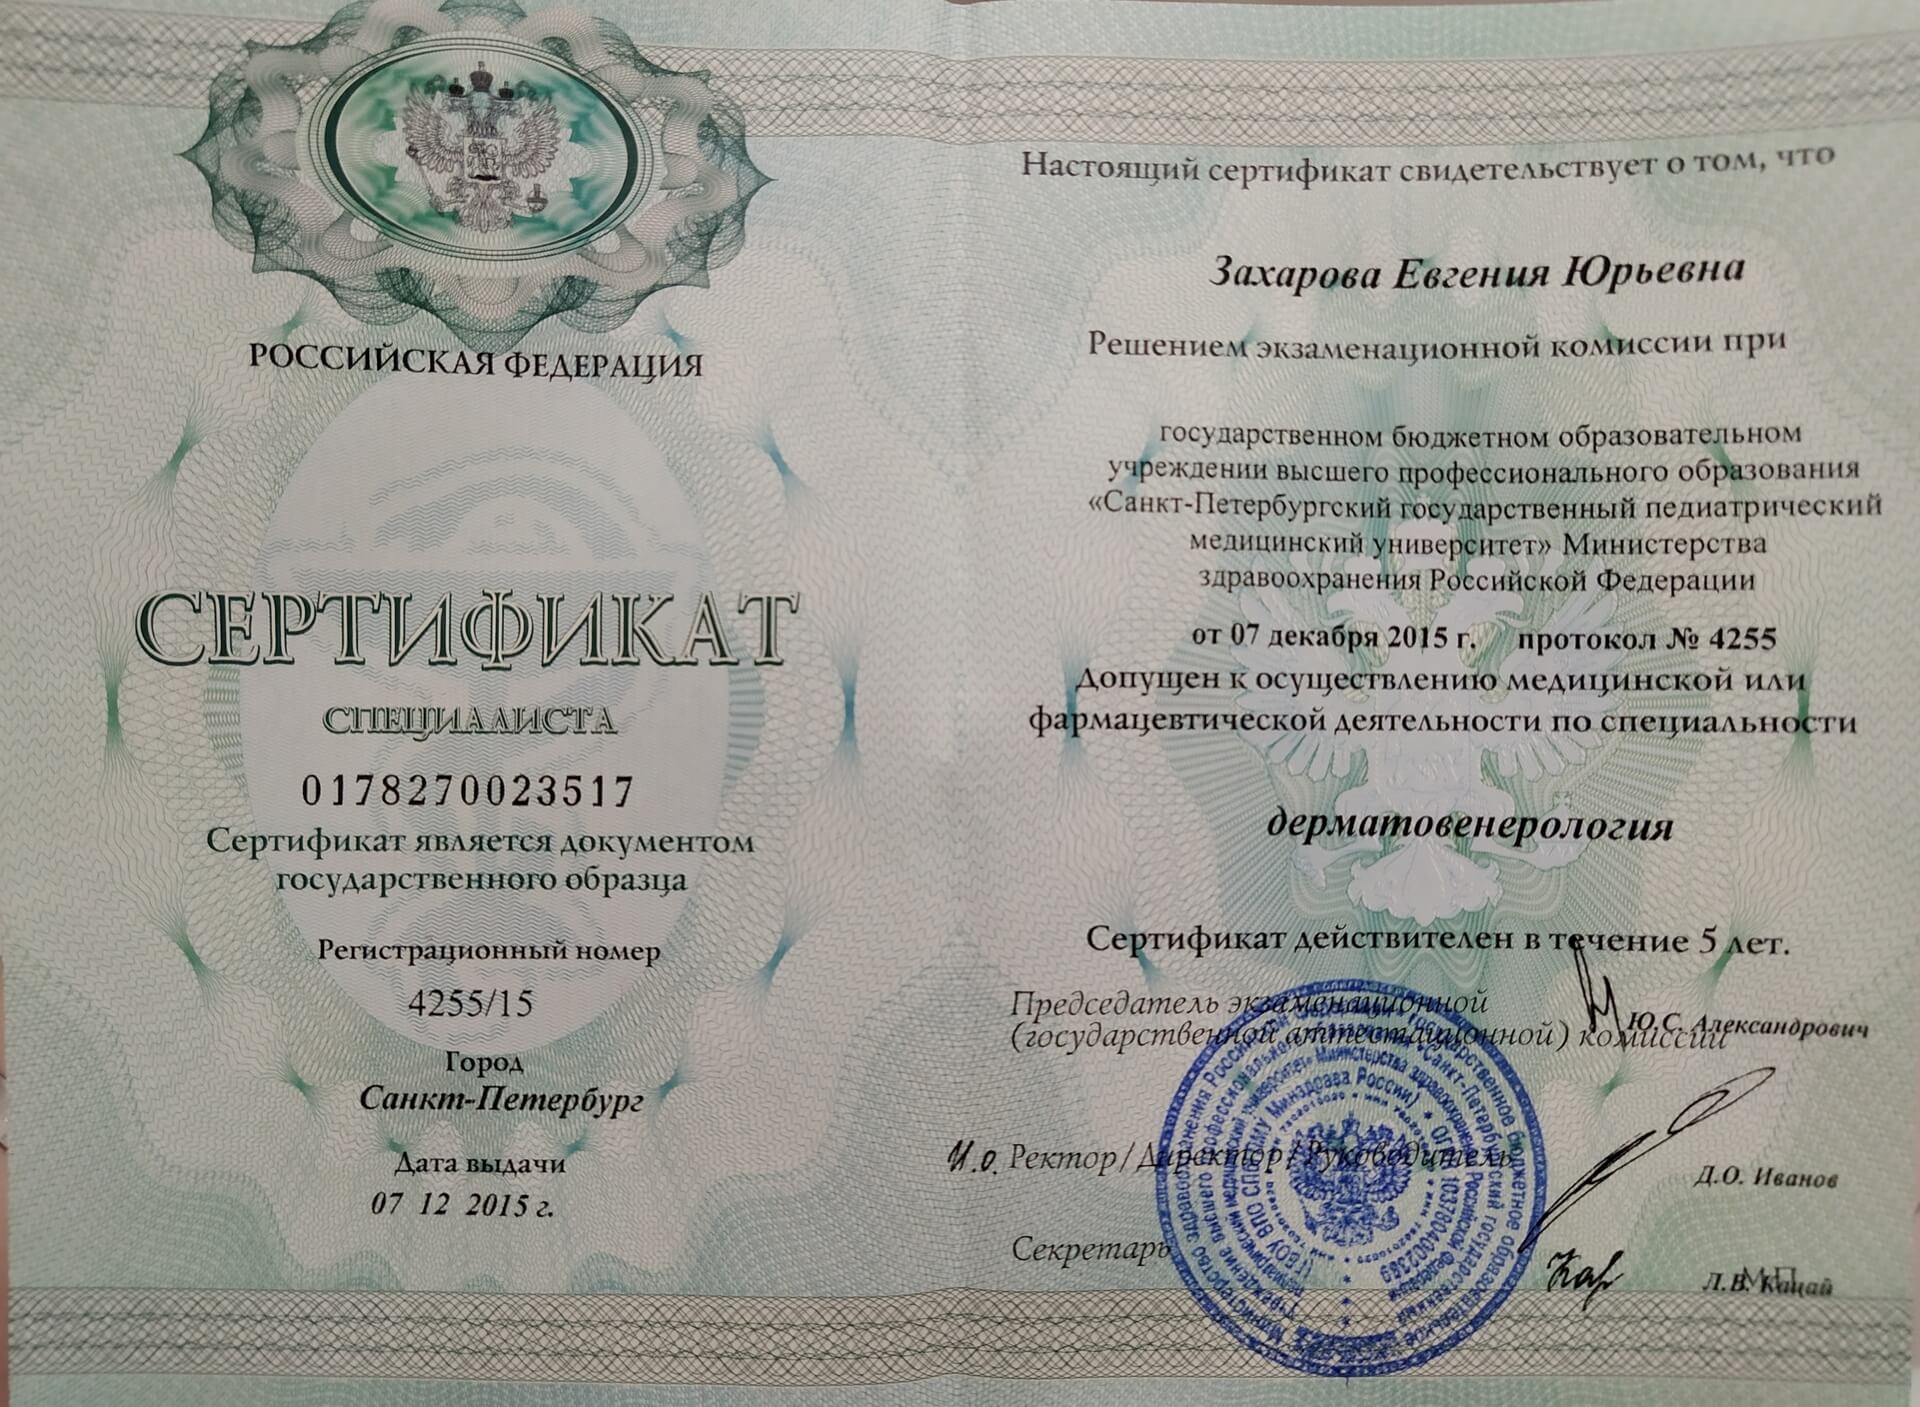 РОССИЙСКАЯ ФЕДЕРАЦИЯ
СЕРТИФИКАТ
СПЕЦИАЛИСТА
0178270023517
Сертификат является документом
государственного образца
Регистрационный номер
4255/15
Город
Санкт-Петербург
Дата выдачи
07 12 2015 г.
Настоящий сертификат свидетельствует о том, что
Захарова Евгения Юрьевна
Решением экзаменационной комиссии при
государственном бюджетном образовательном
учреждении высшего профессионального образования
«Санкт-Петербургский государственный педиатрический
медицинский университет» Министерства
здравоохранения Российской Федерации
от 07 декабря 2015 г. протокол № 4255
Допущен к осуществлению медицинской или
фармацевтической деятельности по специальности
дерматовенерология
Сертификат действителен в течение 5 лет.
Председатель экзаменационной
(государственной аттестационной) комиссии Ю.С. Александрович
И.о. Ректор/Директор/Руководитель
Д.О. Иванов
Секретарь
М.П.
Л.В. Кацай